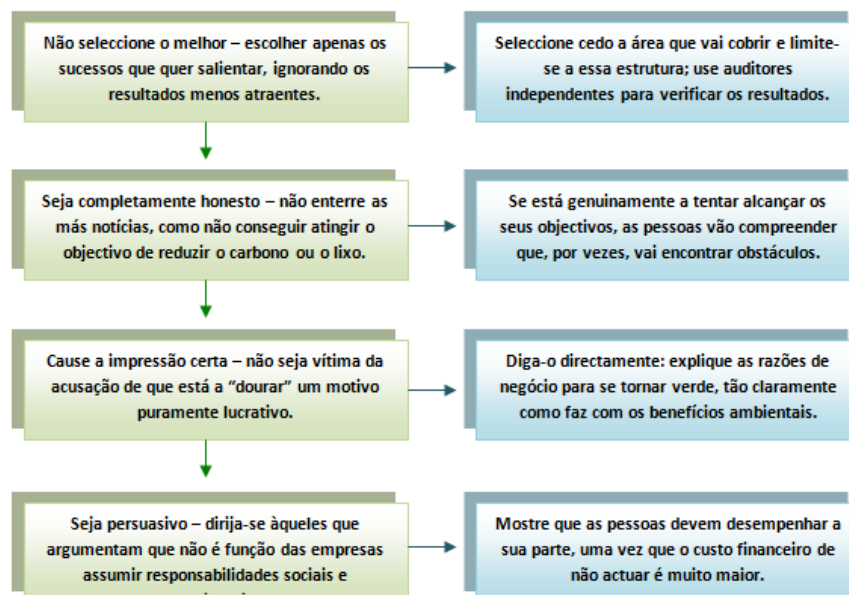 Não seleccione o melhor – escolher apenas os
sucessos que quer salientar, ignorando os
resultados menos atraentes.
Seleccione cedo a área que vai cobrir e limite-
se a essa estrutura; use auditores
independentes para verificar os resultados.
Seja completamente honesto – não enterre as
más notícias, como não conseguir atingir o
objectivo de reduzir o carbono ou o lixo.
Se está genuinamente a tentar alcançar os
seus objectivos, as pessoas vão compreender
que, por vezes, vai encontrar obstáculos.
Cause a impressão certa – não seja vítima da
acusação de que está a “dourar” um motivo
puramente lucrativo.
Diga-o directamente: explique as razões de
negócio para se tornar verde, tão claramente
como faz com os benefícios ambientais.
Seja persuasivo – dirija-se àqueles que
argumentam que não é função das empresas
assumir responsabilidades sociais e
Mostre que as pessoas devem desempenhar a
sua parte, uma vez que o custo financeiro de
não actuar é muito maior.